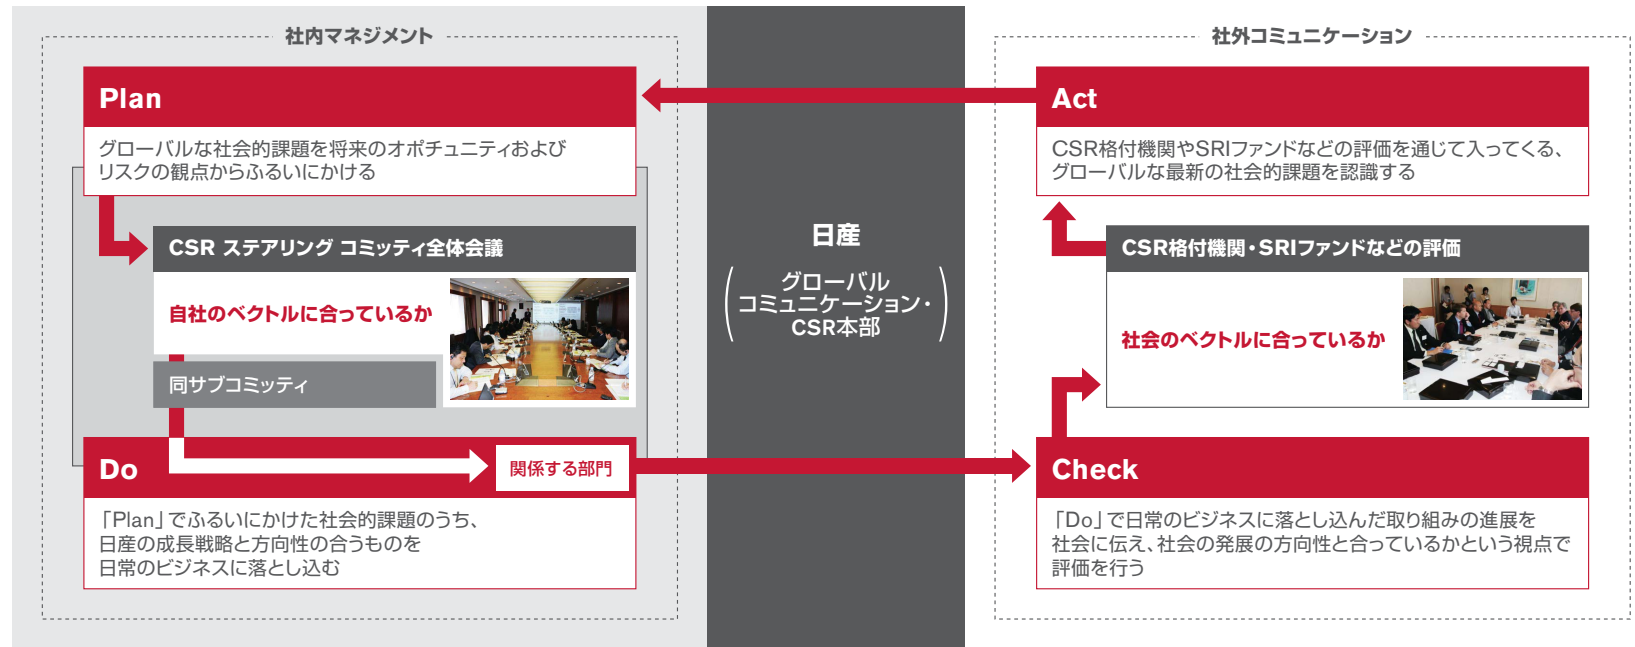 社内マネジメント
Plan
グローバルな社会的課題を将来のオポチュニティおよび
リスクの観点からふるいにかける
CSR ステアリング コミッティ全体会議
自社のベクトルに合っているか
同サブコミッティ
Do
関係する部門
「Plan」でふるいにかけた社会的課題のうち、
日産の成長戦略と方向性の合うものを
日常のビジネスに落とし込む
日産
(グローバル
コミュニケーション・
CSR本部)
社外コミュニケーション
Act
CSR格付機関やSRIファンドなどの評価を通じて入ってくる、
グローバルな最新の社会的課題を認識する
CSR格付機関・SRIファンドなどの評価
社会のベクトルに合っているか
Check
「Do」で日常のビジネスに落とし込んだ取り組みの進展を
社会に伝え、社会の発展の方向性と合っているかという視点で
評価を行う